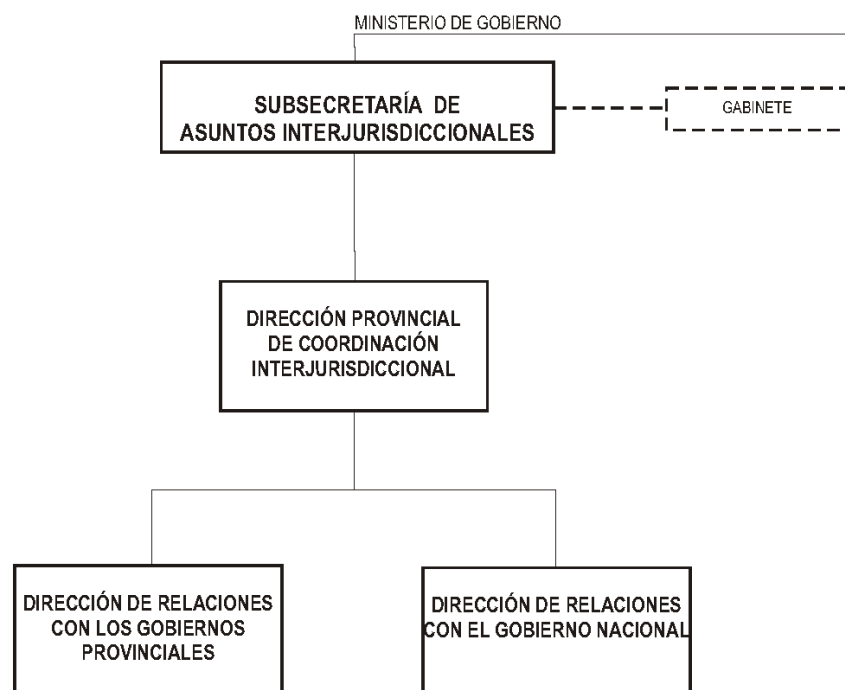 MINISTERIO DE GOBIERNO
SUBSECRETARÍA DE
ASUNTOS INTERJURISDICCIONALES
GABINETE
DIRECCIÓN PROVINCIAL
DE COORDINACIÓN
INTERJURISDICCIONAL
DIRECCIÓN DE RELACIONES
CON LOS GOBIERNOS
PROVINCIALES
DIRECCIÓN DE RELACIONES
CON EL GOBIERNO NACIONAL